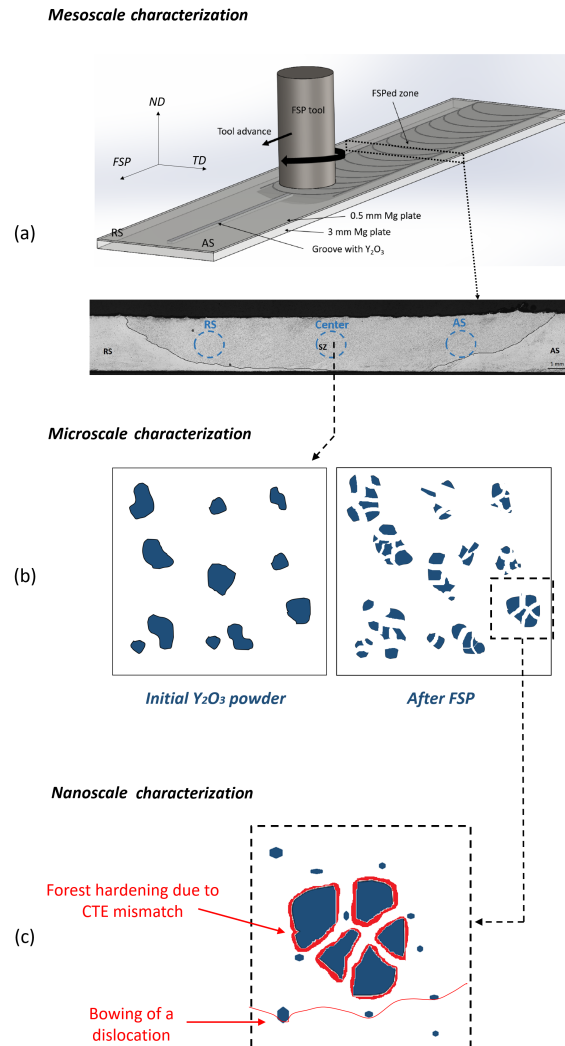 Mesoscale characterization
ND
FSP tool
FSPed zone
Tool advance
FSP
TD
(a)
RS
AS
0.5 mm Mg plate
3 mm Mg plate
Groove with Y₂O₃
RS
Center
AS
RS
SZ
AS
1 mm
Microscale characterization
(b)
Initial Y₂O₃ powder
After FSP
Nanoscale characterization
Forest hardening due to
CTE mismatch
(c)
Bowing of a
dislocation